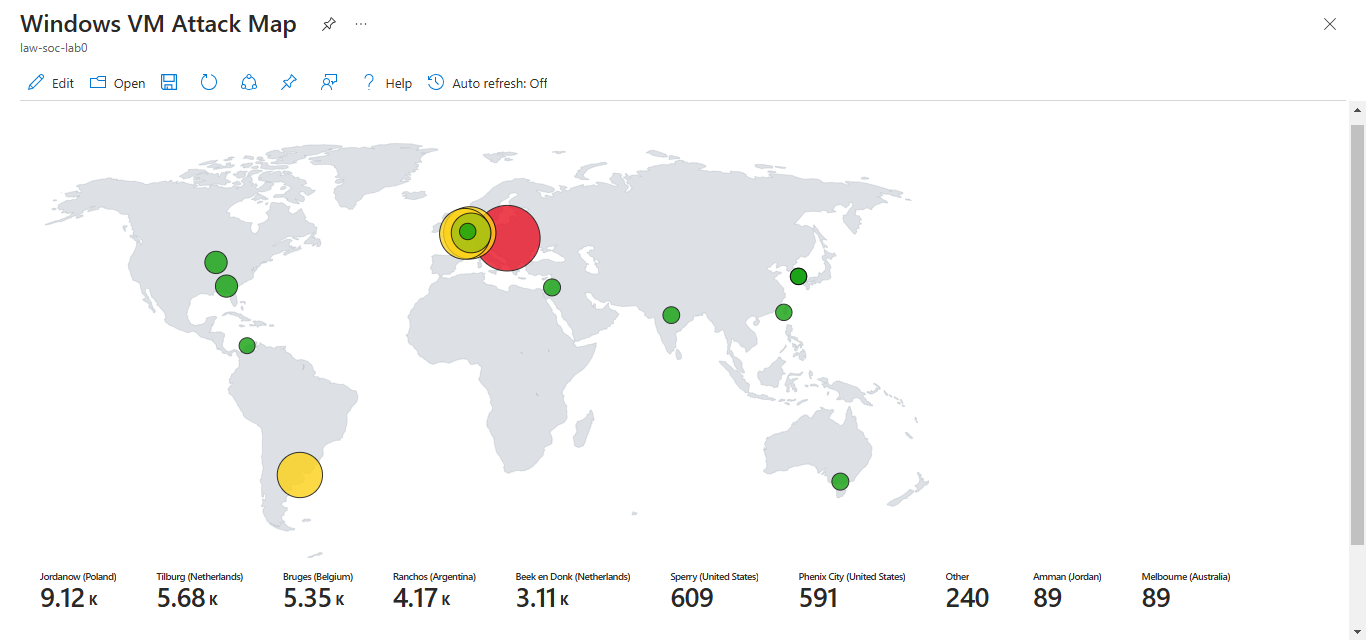 Windows VM Attack Map
law-soc-lab0
Edit Open Help Auto refresh: Off
Jordanow (Poland) Tilburg (Netherlands) Bruges (Belgium) Ranchos (Argentina) Beek en Donk (Netherlands) Sperry (United States) Phenix City (United States) Other Amman (Jordan) Melbourne (Australia)
9.12 K 5.68 K 5.35 K 4.17 K 3.11 K 609 591 240 89 89